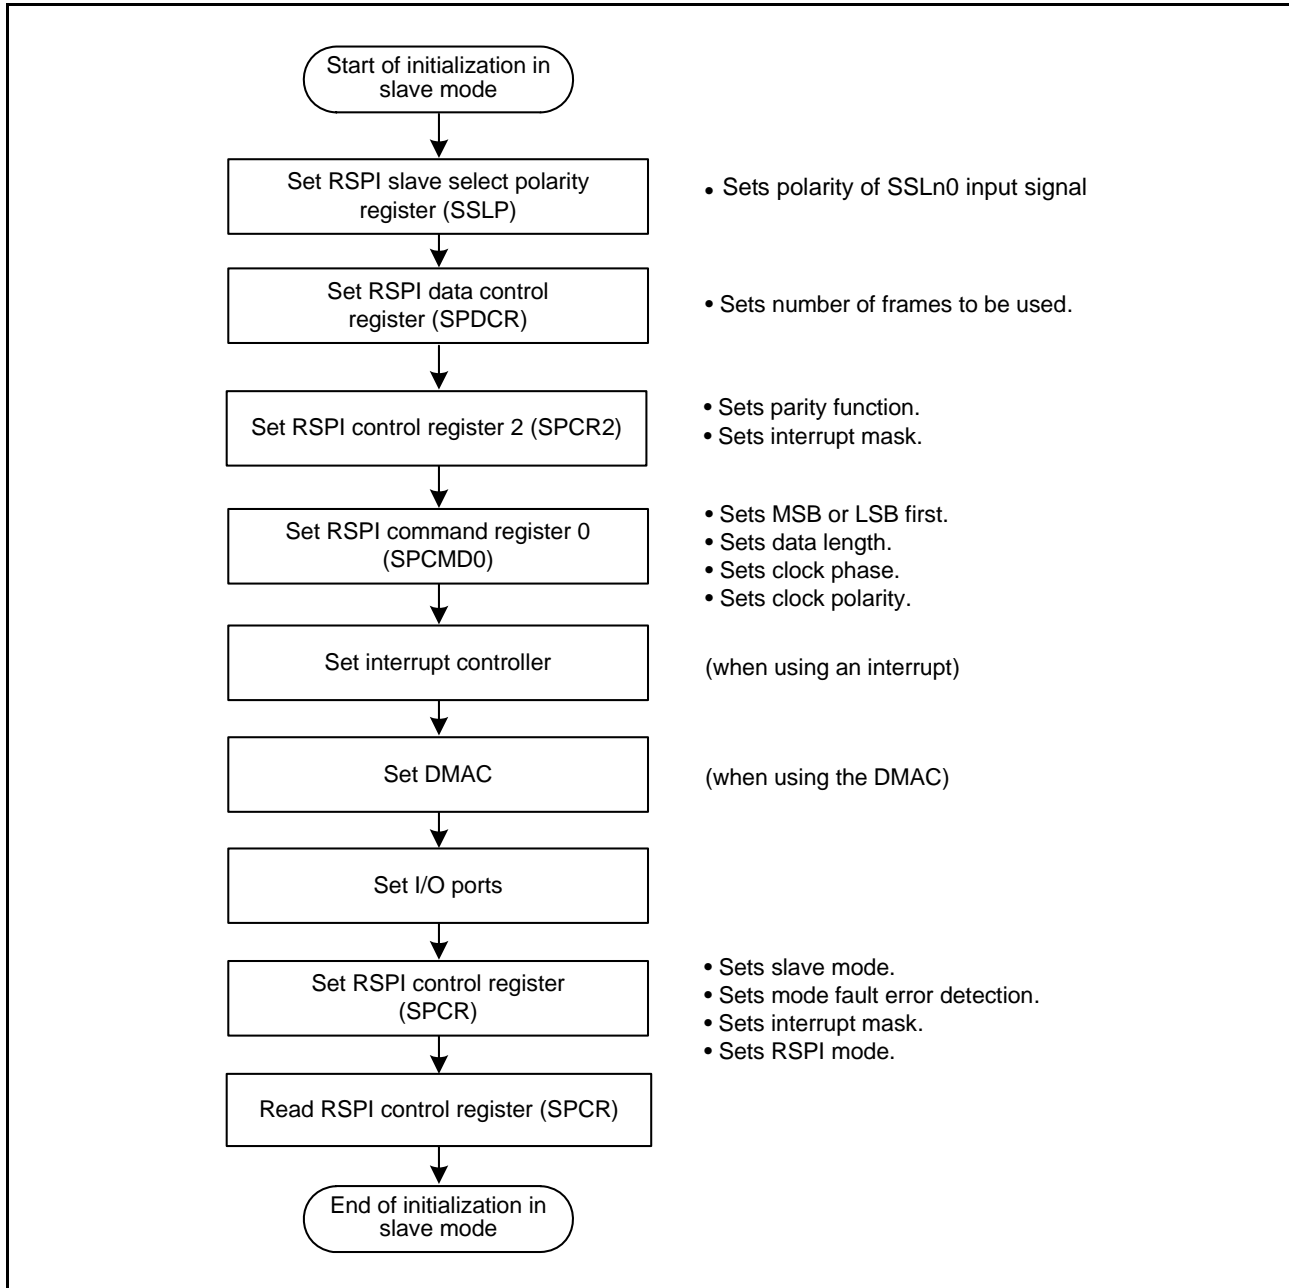 Start of initialization in
slave mode
Set RSPI slave select polarity
register (SSLP)
• Sets polarity of SSLn0 input signal
Set RSPI data control
register (SPDCR)
• Sets number of frames to be used.
Set RSPI control register 2 (SPCR2)
• Sets parity function.
• Sets interrupt mask.
Set RSPI command register 0
(SPCMD0)
• Sets MSB or LSB first.
• Sets data length.
• Sets clock phase.
• Sets clock polarity.
Set interrupt controller
(when using an interrupt)
Set DMAC
(when using the DMAC)
Set I/O ports
Set RSPI control register
(SPCR)
• Sets slave mode.
• Sets mode fault error detection.
• Sets interrupt mask.
• Sets RSPI mode.
Read RSPI control register (SPCR)
End of initialization in
slave mode